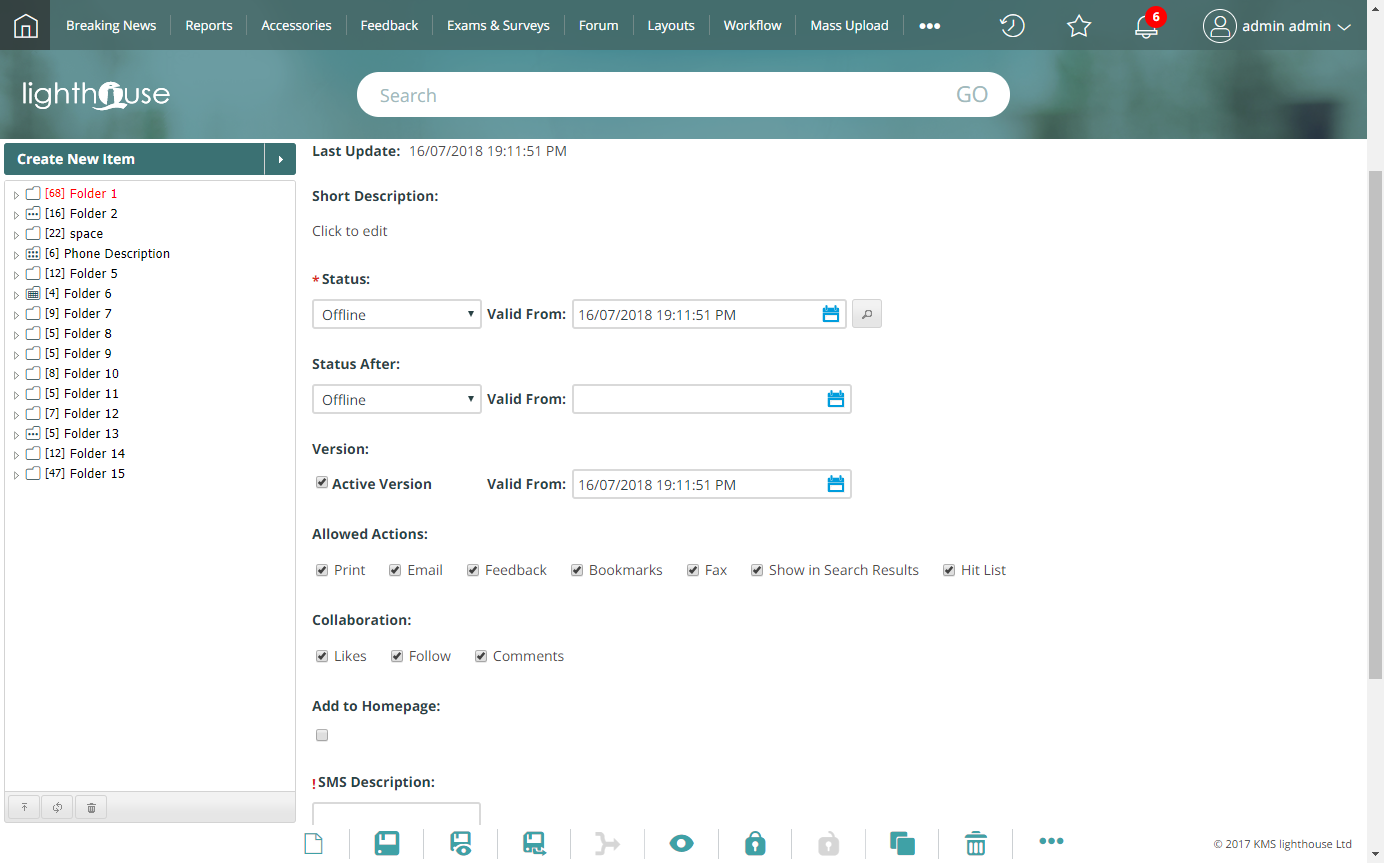 Breaking News Reports Accessories Feedback Exams & Surveys Forum Layouts Workflow Mass Upload 6 admin admin
lighthouse Search GO
Create New Item
[68] Folder 1
[16] Folder 2
[22] space
[6] Phone Description
[12] Folder 5
[4] Folder 6
[9] Folder 7
[5] Folder 8
[5] Folder 9
[8] Folder 10
[5] Folder 11
[7] Folder 12
[5] Folder 13
[12] Folder 14
[47] Folder 15
Last Update: 16/07/2018 19:11:51 PM
Short Description:
Click to edit
* Status:
Offline Valid From: 16/07/2018 19:11:51 PM
Status After:
Offline Valid From:
Version:
Active Version Valid From: 16/07/2018 19:11:51 PM
Allowed Actions:
Print Email Feedback Bookmarks Fax Show in Search Results Hit List
Collaboration:
Likes Follow Comments
Add to Homepage:
! SMS Description:
© 2017 KMS lighthouse Ltd